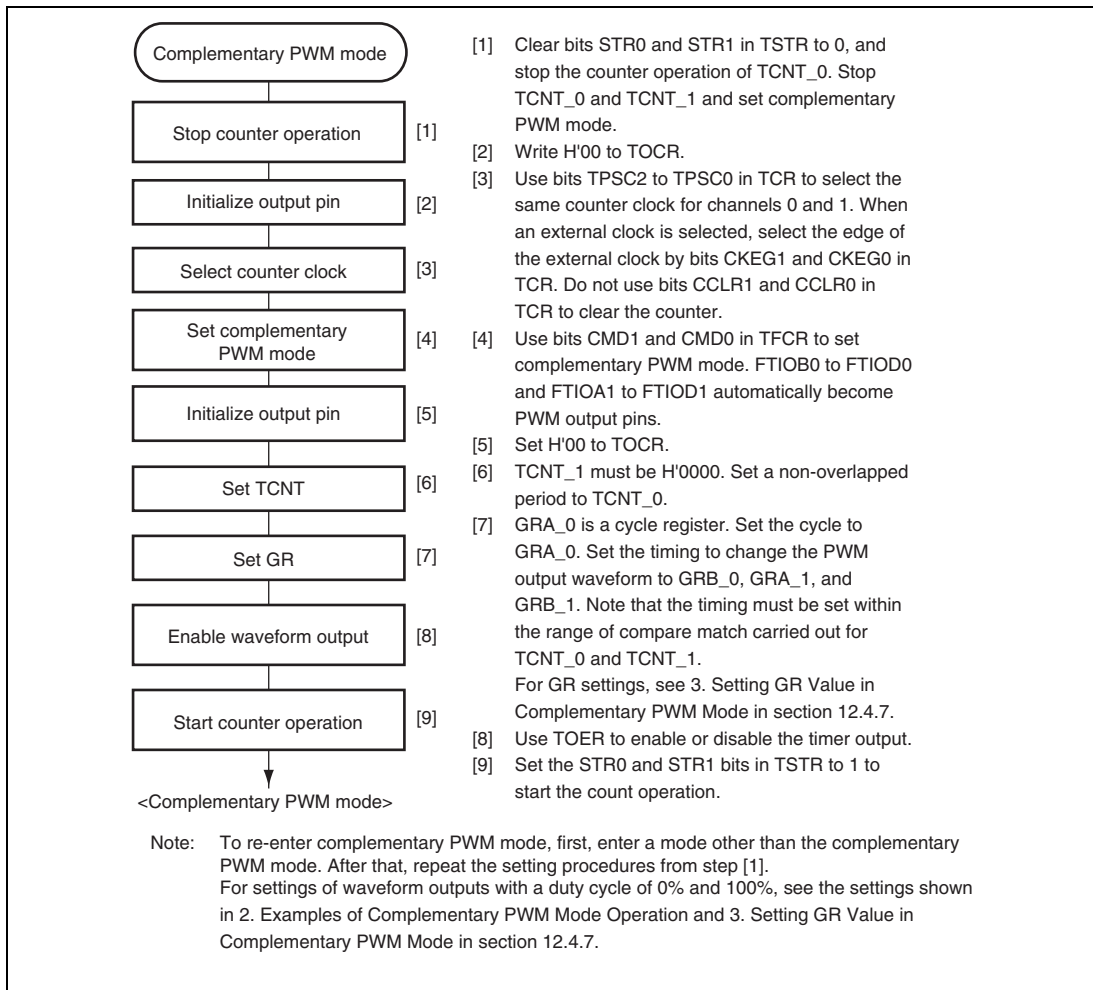 Complementary PWM mode
Stop counter operation [1]
Initialize output pin [2]
Select counter clock [3]
Set complementary
PWM mode [4]
Initialize output pin [5]
Set TCNT [6]
Set GR [7]
Enable waveform output [8]
Start counter operation [9]
<Complementary PWM mode>
[1] Clear bits STR0 and STR1 in TSTR to 0, and
stop the counter operation of TCNT_0. Stop
TCNT_0 and TCNT_1 and set complementary
PWM mode.
[2] Write H'00 to TOCR.
[3] Use bits TPSC2 to TPSC0 in TCR to select the
same counter clock for channels 0 and 1. When
an external clock is selected, select the edge of
the external clock by bits CKEG1 and CKEG0 in
TCR. Do not use bits CCLR1 and CCLR0 in
TCR to clear the counter.
[4] Use bits CMD1 and CMD0 in TFCR to set
complementary PWM mode. FTIOB0 to FTIOD0
and FTIOA1 to FTIOD1 automatically become
PWM output pins.
[5] Set H'00 to TOCR.
[6] TCNT_1 must be H'0000. Set a non-overlapped
period to TCNT_0.
[7] GRA_0 is a cycle register. Set the cycle to
GRA_0. Set the timing to change the PWM
output waveform to GRB_0, GRA_1, and
GRB_1. Note that the timing must be set within
the range of compare match carried out for
TCNT_0 and TCNT_1.
For GR settings, see 3. Setting GR Value in
Complementary PWM Mode in section 12.4.7.
[8] Use TOER to enable or disable the timer output.
[9] Set the STR0 and STR1 bits in TSTR to 1 to
start the count operation.
Note: To re-enter complementary PWM mode, first, enter a mode other than the complementary
PWM mode. After that, repeat the setting procedures from step [1].
For settings of waveform outputs with a duty cycle of 0% and 100%, see the settings shown
in 2. Examples of Complementary PWM Mode Operation and 3. Setting GR Value in
Complementary PWM Mode in section 12.4.7.